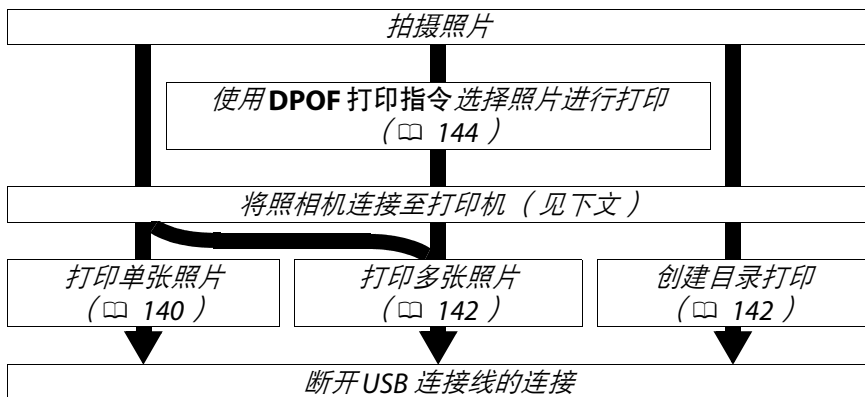 拍摄照片
使用 DPOF 打印指令选择照片进行打印
(🕮 144)
将照相机连接至打印机(见下文)
打印单张照片
(🕮 140)
打印多张照片
(🕮 142)
创建目录打印
(🕮 142)
断开 USB 连接线的连接